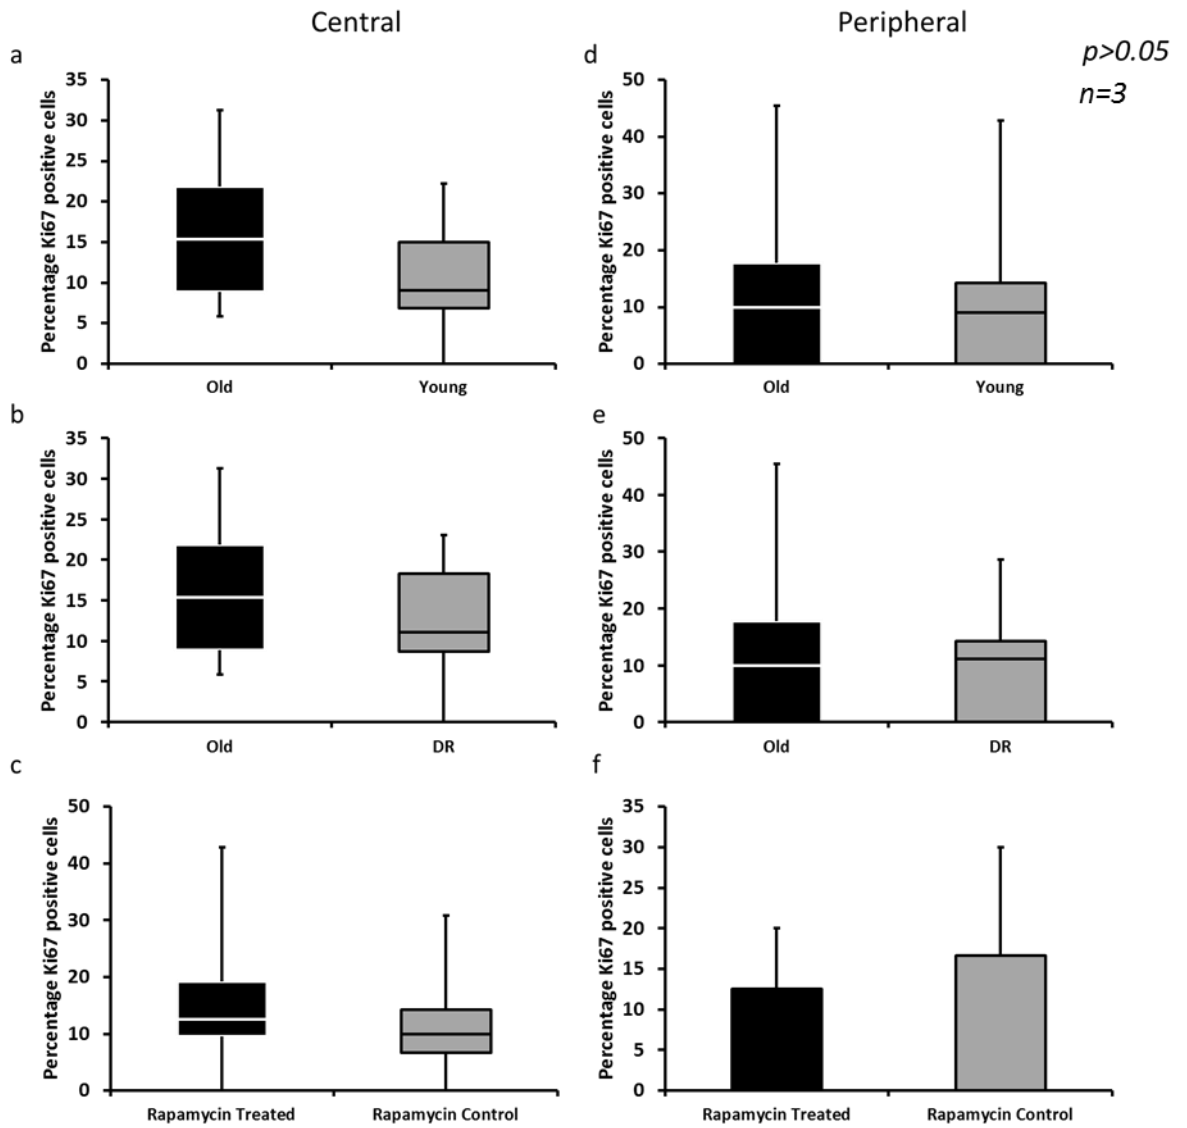 Central
Peripheral
p>0.05
n=3
a
Percentage Ki67 positive cells
35
30
25
20
15
10
5
0
Old
Young
d
Percentage Ki67 positive cells
50
40
30
20
10
0
Old
Young
b
Percentage Ki67 positive cells
35
30
25
20
15
10
5
0
Old
DR
e
Percentage Ki67 positive cells
50
40
30
20
10
0
Old
DR
c
Percentage Ki67 positive cells
50
40
30
20
10
0
Rapamycin Treated
Rapamycin Control
f
Percentage Ki67 positive cells
35
30
25
20
15
10
5
0
Rapamycin Treated
Rapamycin Control